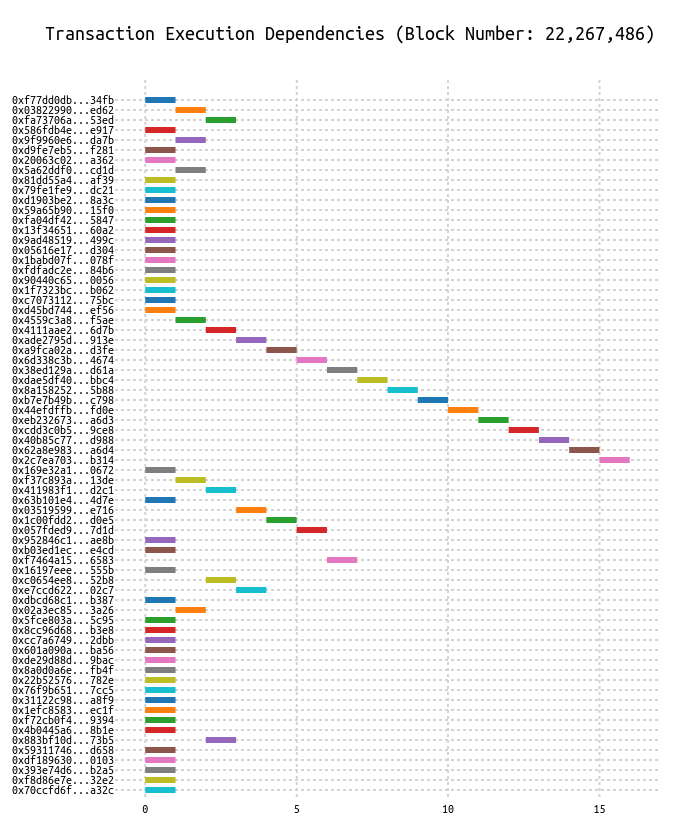 Transaction Execution Dependencies (Block Number: 22,267,486)
0xf77dd0db...34fb
0x03822990...ed62
0xfa73706a...53ed
0x586fdb4e...e917
0x9f9960e6...da7b
0xd9fe7eb5...f281
0x20063c02...a362
0x5a62ddf0...cd1d
0x81dd55a4...af39
0x79fe1fe9...dc21
0xd1903be2...8a3c
0x59a65b90...15f0
0xfa04df42...5847
0x13f34651...60a2
0x9ad48519...499c
0x05616e17...d304
0x1babd07f...078f
0xfdfadc2e...84b6
0x90440c65...0056
0x1f7323bc...b062
0xc7073112...75bc
0xd45bd744...ef56
0x4559c3a8...f5ae
0x4111aae2...6d7b
0xade2795d...913e
0xa9fca02a...d3fe
0x6d338c3b...4674
0x38ed129a...d61a
0xdae5df40...bbc4
0x8a158252...5b88
0xb7e7b49b...c798
0x44efdffb...fd0e
0xeb232673...a6d3
0xcdd3c0b5...9ce8
0x40b85c77...d988
0x62a8e983...a6d4
0x2c7ea703...b314
0x169e32a1...0672
0xf37c893a...13de
0x411983f1...d2c1
0x63b101e4...4d7e
0x03519599...e716
0x1c00fdd2...d0e5
0x057fded9...7d1d
0x952846c1...ae8b
0xb03ed1ec...e4cd
0xf7464a15...6583
0x16197eee...555b
0xc0654ee8...52b8
0xe7ccd622...02c7
0xdbcd68c1...b387
0x02a3ec85...3a26
0x5fce803a...5c95
0x8cc96d68...b3e8
0xcc7a6749...2dbb
0x601a090a...ba56
0xde29d88d...9bac
0x8a0d0a6e...fb4f
0x22b52576...782e
0x76f9b651...7cc5
0x31122c98...a8f9
0x1efc8583...ec1f
0xf72cb0f4...9394
0x4b0445a6...8b1e
0x883bf10d...73b5
0x59311746...d658
0xdf189630...0103
0x393e74d6...b2a5
0xf8d86e7e...32e2
0x70ccfd6f...a32c
0 5 10 15